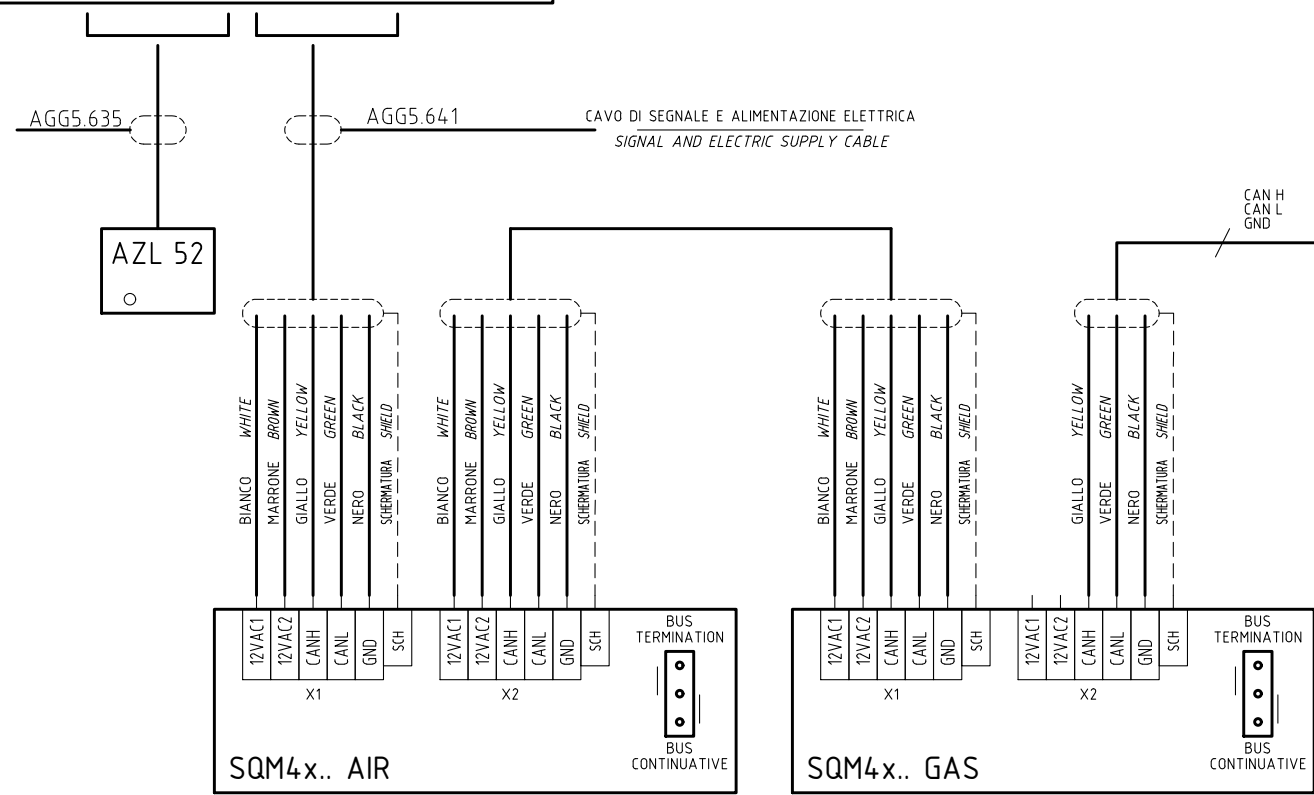 AGG5.635
AGG5.641
CAVO DI SEGNALE E ALIMENTAZIONE ELETTRICA
SIGNAL AND ELECTRIC SUPPLY CABLE
CAN H
CAN L
GND
AZL 52
BIANCO WHITE
MARRONE BROWN
GIALLO YELLOW
VERDE GREEN
NERO BLACK
SCHERMATURA SHIELD
BIANCO WHITE
MARRONE BROWN
GIALLO YELLOW
VERDE GREEN
NERO BLACK
SCHERMATURA SHIELD
BIANCO WHITE
MARRONE BROWN
GIALLO YELLOW
VERDE GREEN
NERO BLACK
SCHERMATURA SHIELD
GIALLO YELLOW
VERDE GREEN
NERO BLACK
SCHERMATURA SHIELD
12VAC1
12VAC2
CANH
CANL
GND
SCH
X1
12VAC1
12VAC2
CANH
CANL
GND
SCH
X2
BUS
TERMINATION
BUS
CONTINUATIVE
SQM4x.. AIR
12VAC1
12VAC2
CANH
CANL
GND
SCH
X1
12VAC1
12VAC2
CANH
CANL
GND
SCH
X2
BUS
TERMINATION
BUS
CONTINUATIVE
SQM4x.. GAS